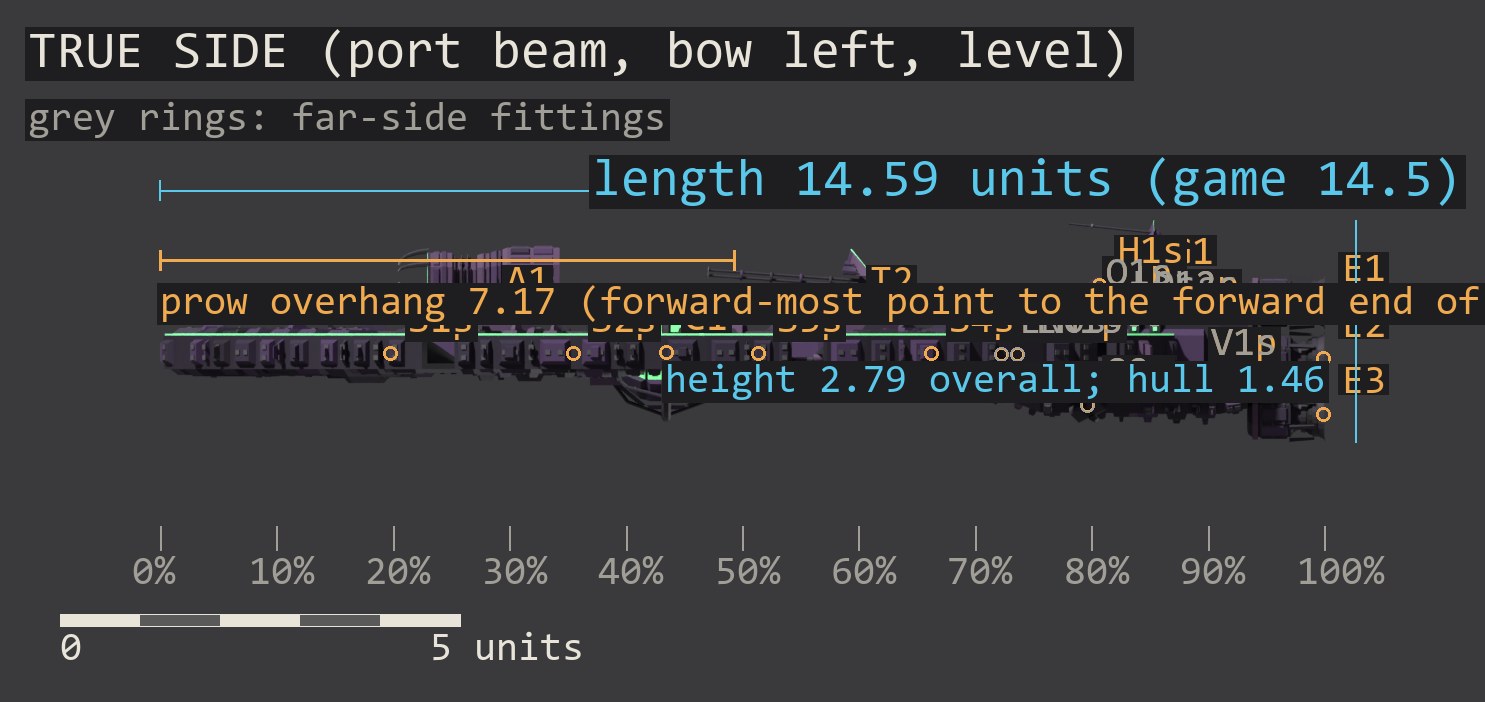 TRUE SIDE (port beam, bow left, level)
grey rings: far-side fittings
length 14.59 units (game 14.5)
A1
T2
E1
prow overhang 7.17 (forward-most point to the forward end of
V1p
height 2.79 overall; hull 1.46
E3
0% 10% 20% 30% 40% 50% 60% 70% 80% 90% 100%
0 5 units